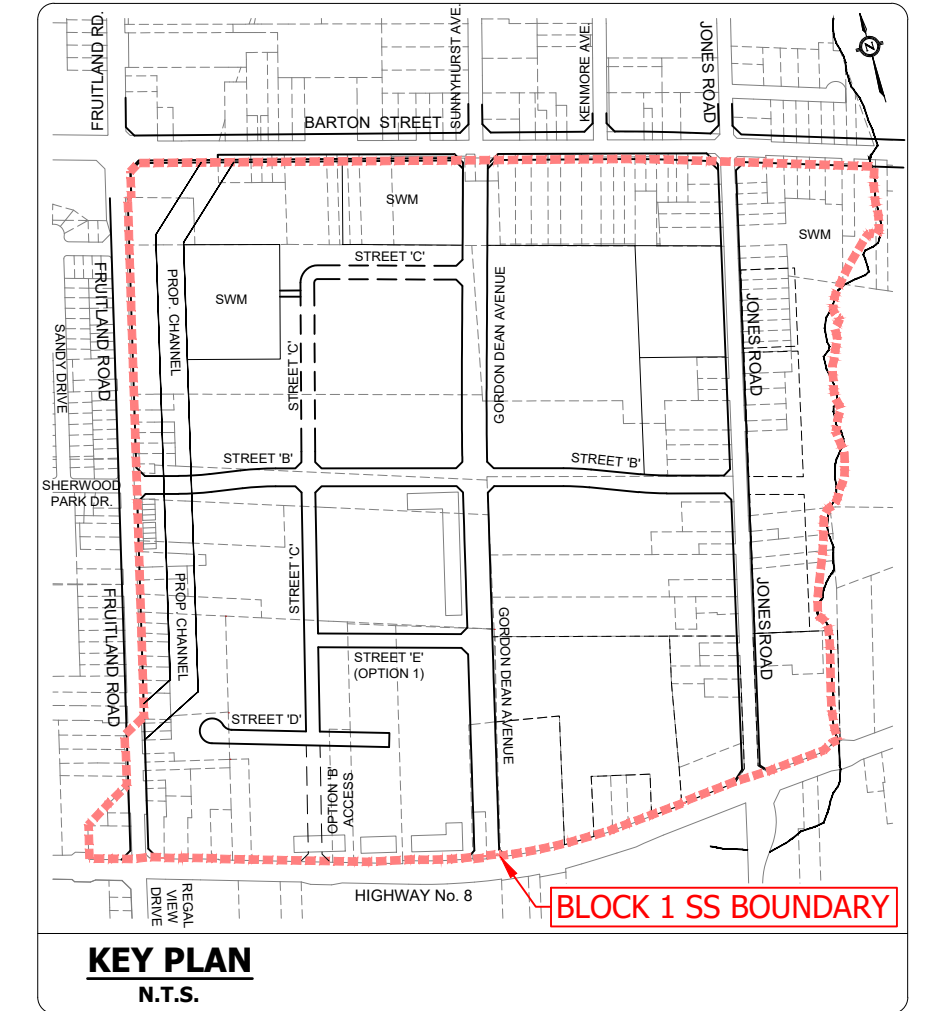 FRUITLAND RD.
SUNNYHURST AVE.
KENMORE AVE.
JONES ROAD
N
BARTON STREET
SWM
SWM
STREET 'C'
SWM
PROP. CHANNEL
FRUITLAND ROAD
SANDY DRIVE
STREET 'C'
GORDON DEAN AVENUE
JONES ROAD
STREET 'B'
STREET 'B'
SHERWOOD
PARK DR.
STREET 'C'
PROP. CHANNEL
FRUITLAND ROAD
GORDON DEAN AVENUE
JONES ROAD
STREET 'E'
(OPTION 1)
STREET 'D'
OPTION 'B'
ACCESS
HIGHWAY No. 8
REGAL
VIEW
DRIVE
BLOCK 1 SS BOUNDARY
KEY PLAN
N.T.S.